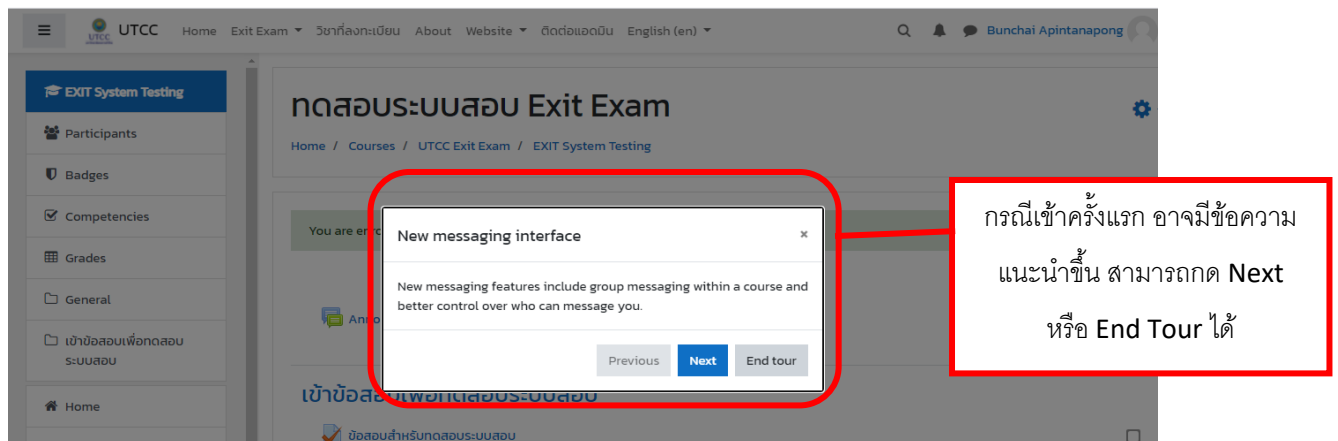 UTCC Home Exit Exam วิชาที่ลงทะเบียน About Website ติดต่อแอดมิน English (en) Bunchai Apintanapong
UTCC
EXIT System Testing
Participants
Badges
Competencies
Grades
General
เข้าข้อสอบเพื่อทดสอบ
ระบบสอบ
Home
ทดสอบระบบสอบ Exit Exam
Home / Courses / UTCC Exit Exam / EXIT System Testing
You are
New messaging interface ×
New messaging features include group messaging within a course and
better control over who can message you.
Previous Next End tour
เข้าข้อสอบเพื่อทดสอบระบบสอบ
ข้อสอบสำหรับทดสอบระบบสอบ
กรณีเข้าครั้งแรก อาจมีข้อความ
แนะนำขึ้น สามารถกด Next
หรือ End Tour ได้